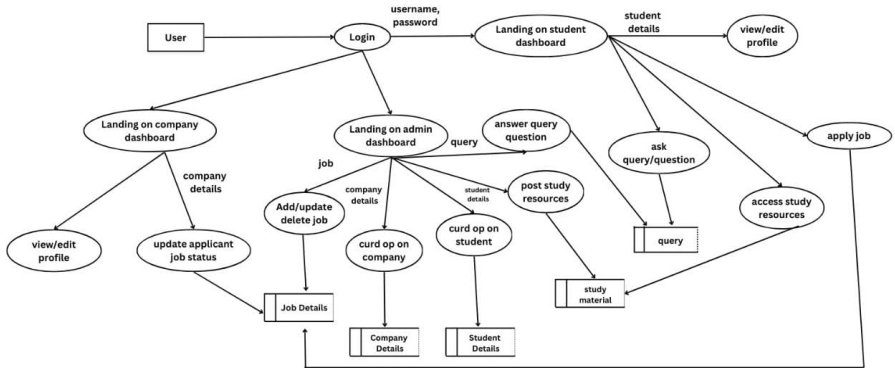 username,
password
User
Login
Landing on student
dashboard
student
details
view/edit
profile
Landing on company
dashboard
Landing on admin
dashboard
query
answer query
question
ask
query/question
apply job
job
company
details
company
details
student
details
post study
resources
access study
resources
Add/update
delete job
view/edit
profile
update applicant
job status
curd op on
company
curd op on
student
query
study
material
Job Details
Company
Details
Student
Details